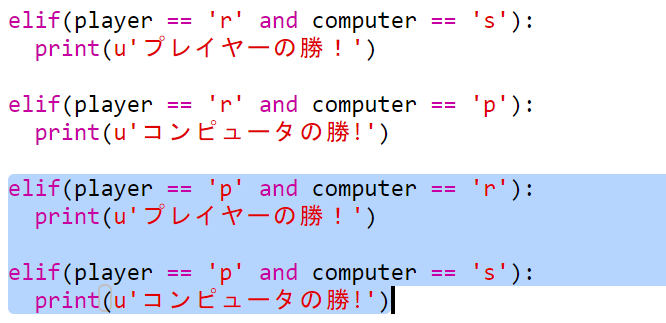 elif(player == 'r' and computer == 's'):
  print(u'プレイヤーの勝！')
elif(player == 'r' and computer == 'p'):
  print(u'コンピュータの勝!')
elif(player == 'p' and computer == 'r'):
  print(u'プレイヤーの勝！')
elif(player == 'p' and computer == 's'):
  print(u'コンピュータの勝!')